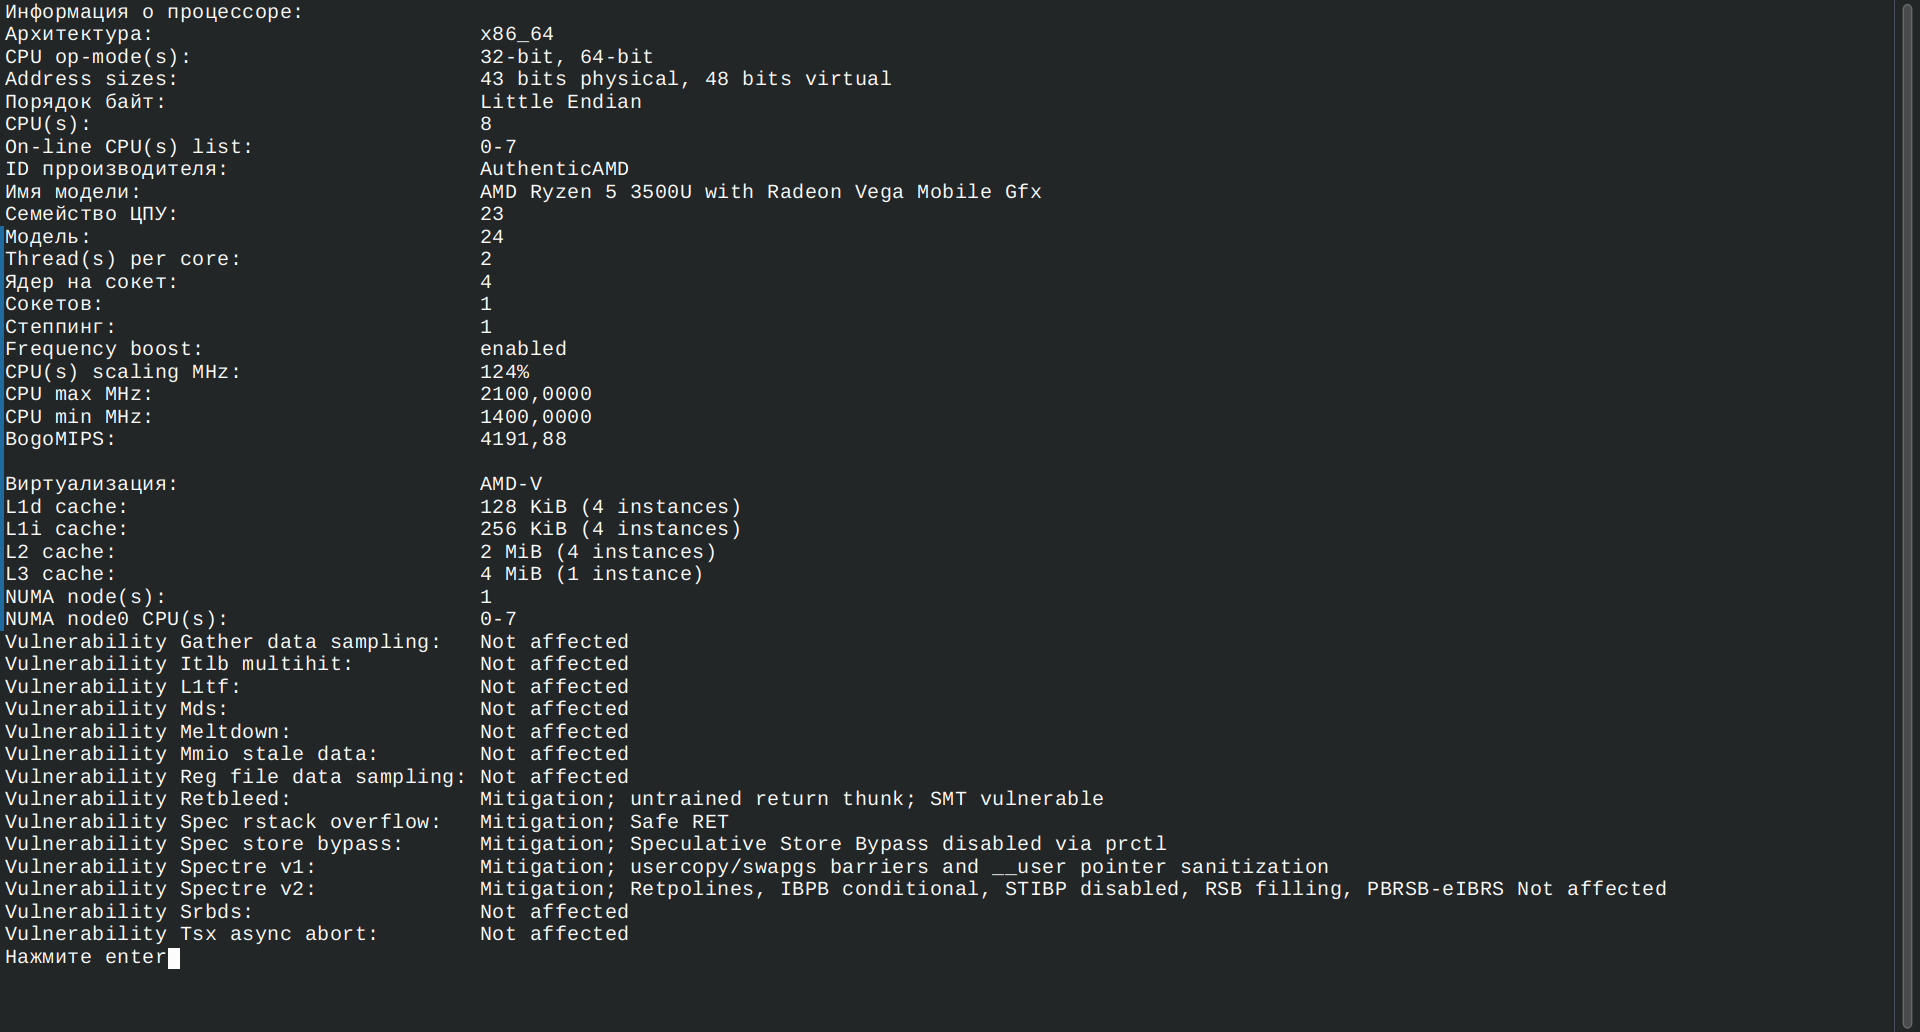 Информация о процессоре:
Архитектура: x86_64
CPU op-mode(s): 32-bit, 64-bit
Address sizes: 43 bits physical, 48 bits virtual
Порядок байт: Little Endian
CPU(s): 8
On-line CPU(s) list: 0-7
ID прроизводителя: AuthenticAMD
Имя модели: AMD Ryzen 5 3500U with Radeon Vega Mobile Gfx
Семейство ЦПУ: 23
Модель: 24
Thread(s) per core: 2
Ядер на сокет: 4
Сокетов: 1
Степпинг: 1
Frequency boost: enabled
CPU(s) scaling MHz: 124%
CPU max MHz: 2100,0000
CPU min MHz: 1400,0000
BogoMIPS: 4191,88
Виртуализация: AMD-V
L1d cache: 128 KiB (4 instances)
L1i cache: 256 KiB (4 instances)
L2 cache: 2 MiB (4 instances)
L3 cache: 4 MiB (1 instance)
NUMA node(s): 1
NUMA node0 CPU(s): 0-7
Vulnerability Gather data sampling: Not affected
Vulnerability Itlb multihit: Not affected
Vulnerability L1tf: Not affected
Vulnerability Mds: Not affected
Vulnerability Meltdown: Not affected
Vulnerability Mmio stale data: Not affected
Vulnerability Reg file data sampling: Not affected
Vulnerability Retbleed: Mitigation; untrained return thunk; SMT vulnerable
Vulnerability Spec rstack overflow: Mitigation; Safe RET
Vulnerability Spec store bypass: Mitigation; Speculative Store Bypass disabled via prctl
Vulnerability Spectre v1: Mitigation; usercopy/swapgs barriers and __user pointer sanitization
Vulnerability Spectre v2: Mitigation; Retpolines, IBPB conditional, STIBP disabled, RSB filling, PBRSB-eIBRS Not affected
Vulnerability Srbds: Not affected
Vulnerability Tsx async abort: Not affected
Нажмите enter